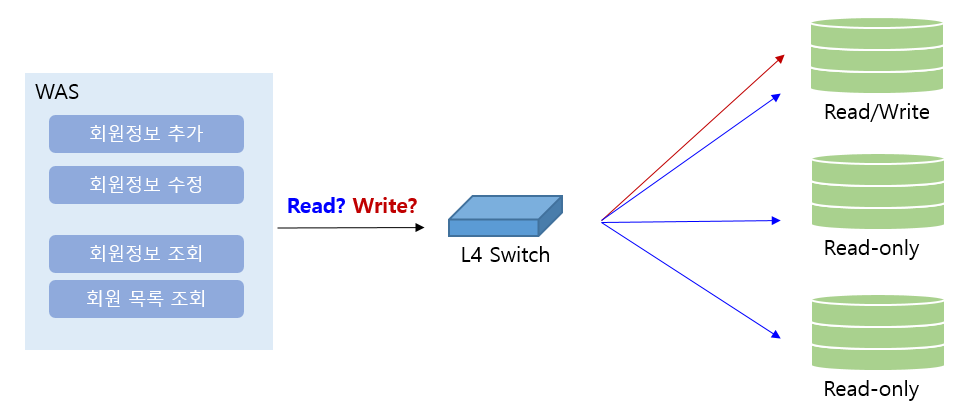 WAS
회원정보 추가
회원정보 수정
회원정보 조회
회원 목록 조회
Read? Write?
L4 Switch
Read/Write
Read-only
Read-only